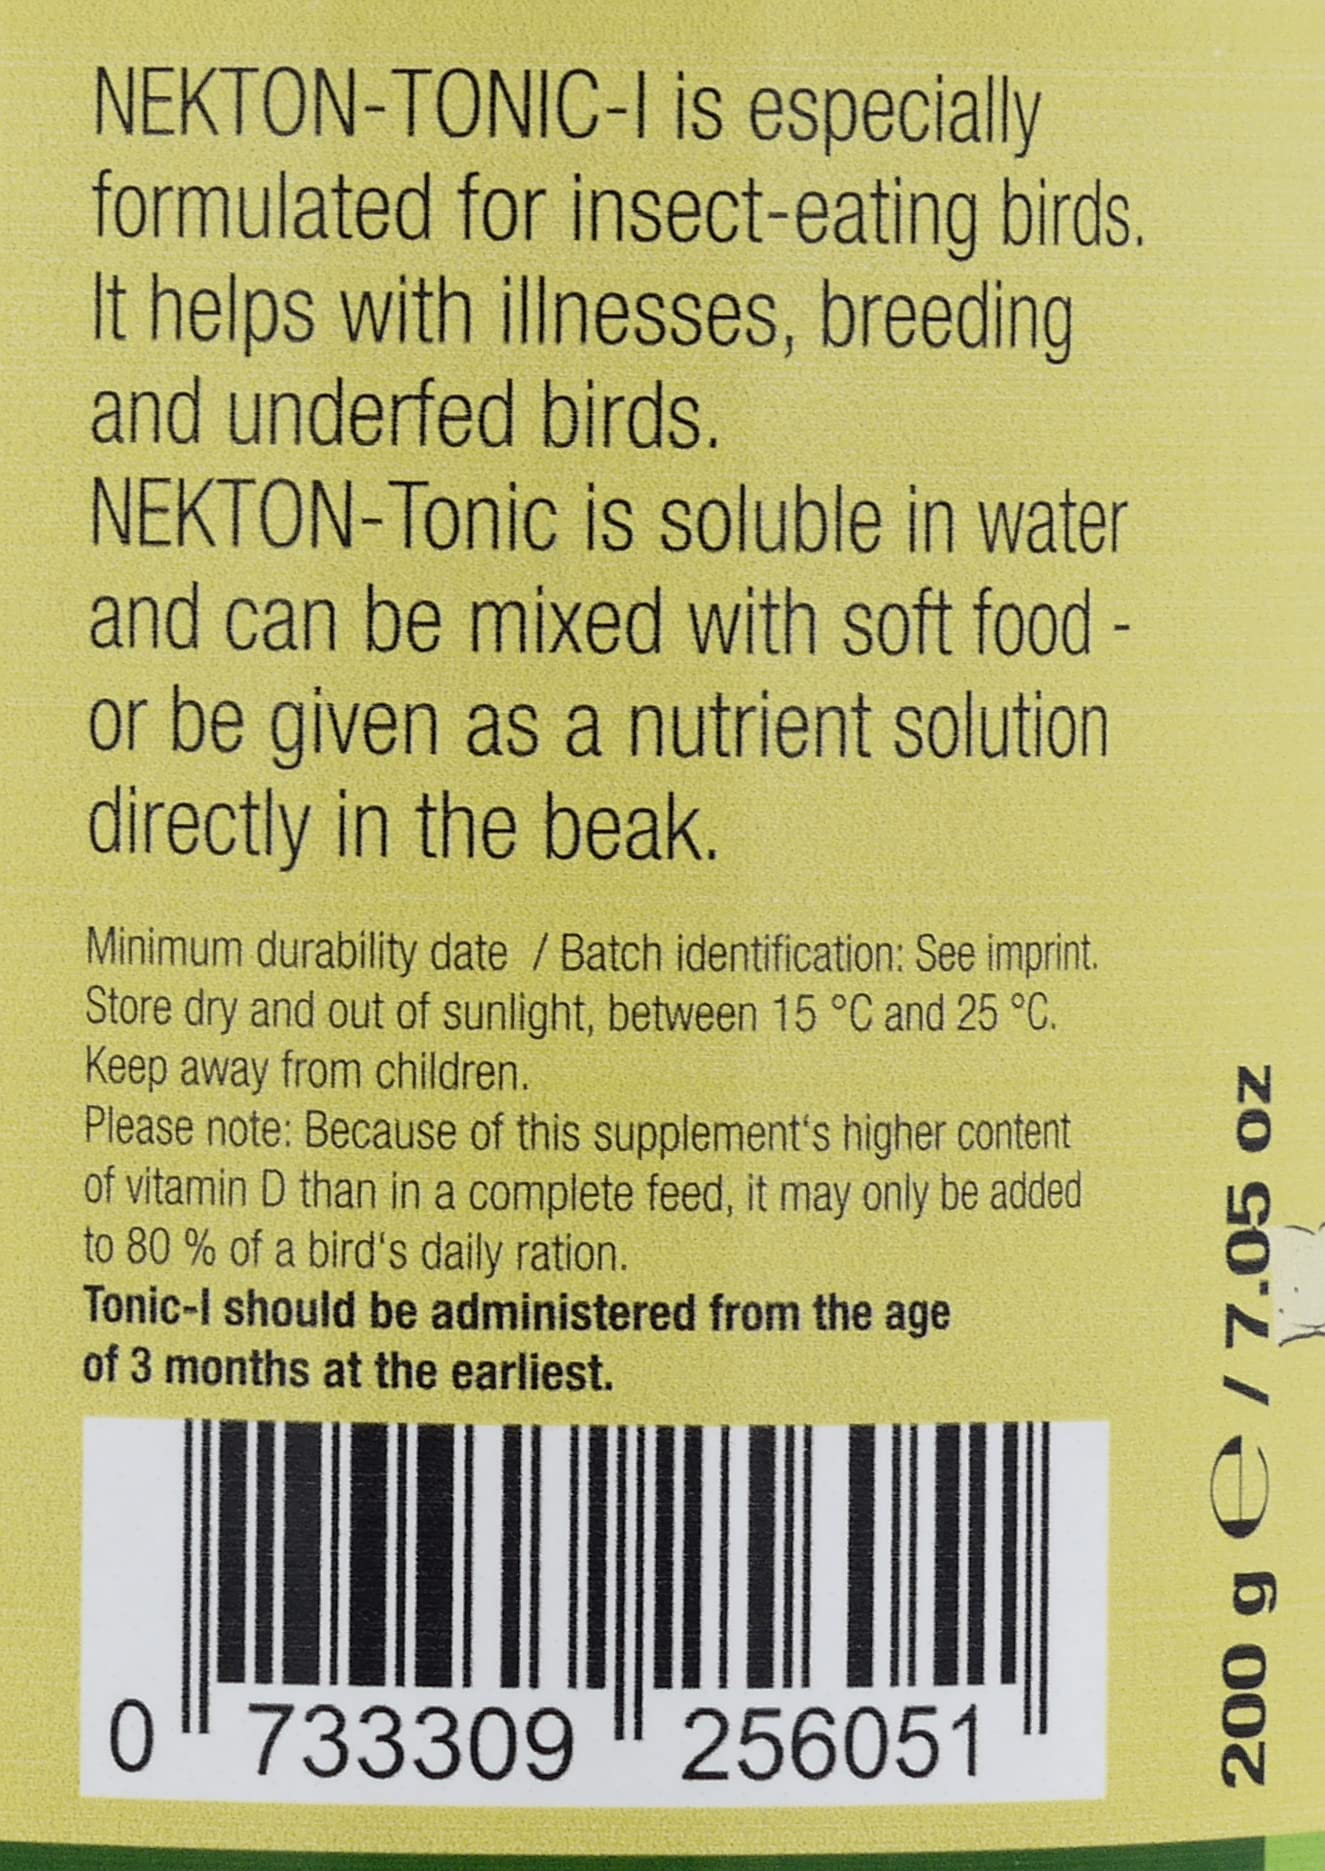 NEKTON-TONIC-I is especially
formulated for insect-eating birds.
It helps with illnesses, breeding
and underfed birds.
NEKTON-Tonic is soluble in water
and can be mixed with soft food -
or be given as a nutrient solution
directly in the beak.
Minimum durability date / Batch identification: See imprint.
Store dry and out of sunlight, between 15 °C and 25 °C.
Keep away from children.
Please note: Because of this supplement‘s higher content
of vitamin D than in a complete feed, it may only be added
to 80 % of a bird‘s daily ration.
Tonic-I should be administered from the age
of 3 months at the earliest.
0 733309 256051
200 g ℮ / 7.05 oz